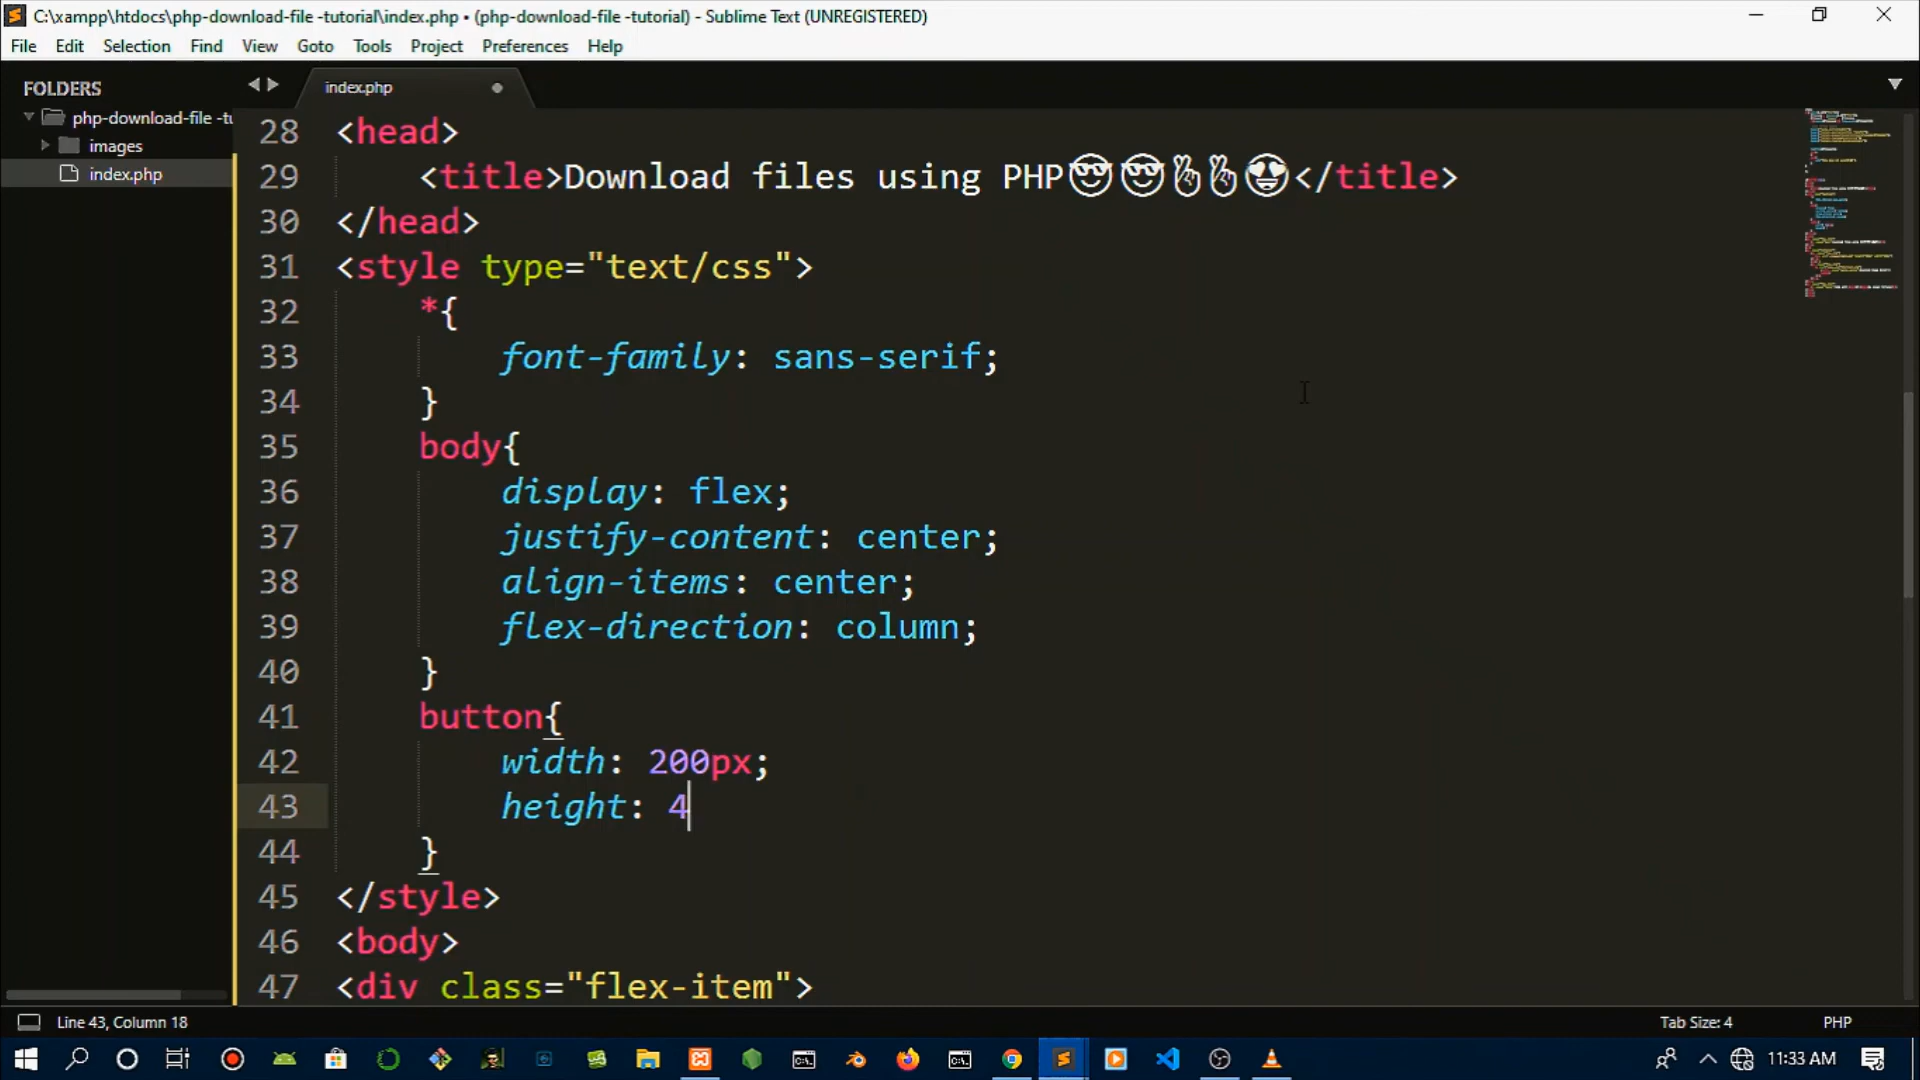 C:\xampp\htdocs\php-download-file -tutorial\index.php • (php-download-file -tutorial) - Sublime Text (UNREGISTERED)
File Edit Selection Find View Goto Tools Project Preferences Help
FOLDERS
php-download-file -tu
images
index.php
index.php
28 <head>
29 <title>Download files using PHP😎😎✌✌😍</title>
30 </head>
31 <style type="text/css">
32 *{
33 font-family: sans-serif;
34 }
35 body{
36 display: flex;
37 justify-content: center;
38 align-items: center;
39 flex-direction: column;
40 }
41 button{
42 width: 200px;
43 height: 4
44 }
45 </style>
46 <body>
47 <div class="flex-item">
Line 43, Column 18
Tab Size: 4
PHP
11:33 AM